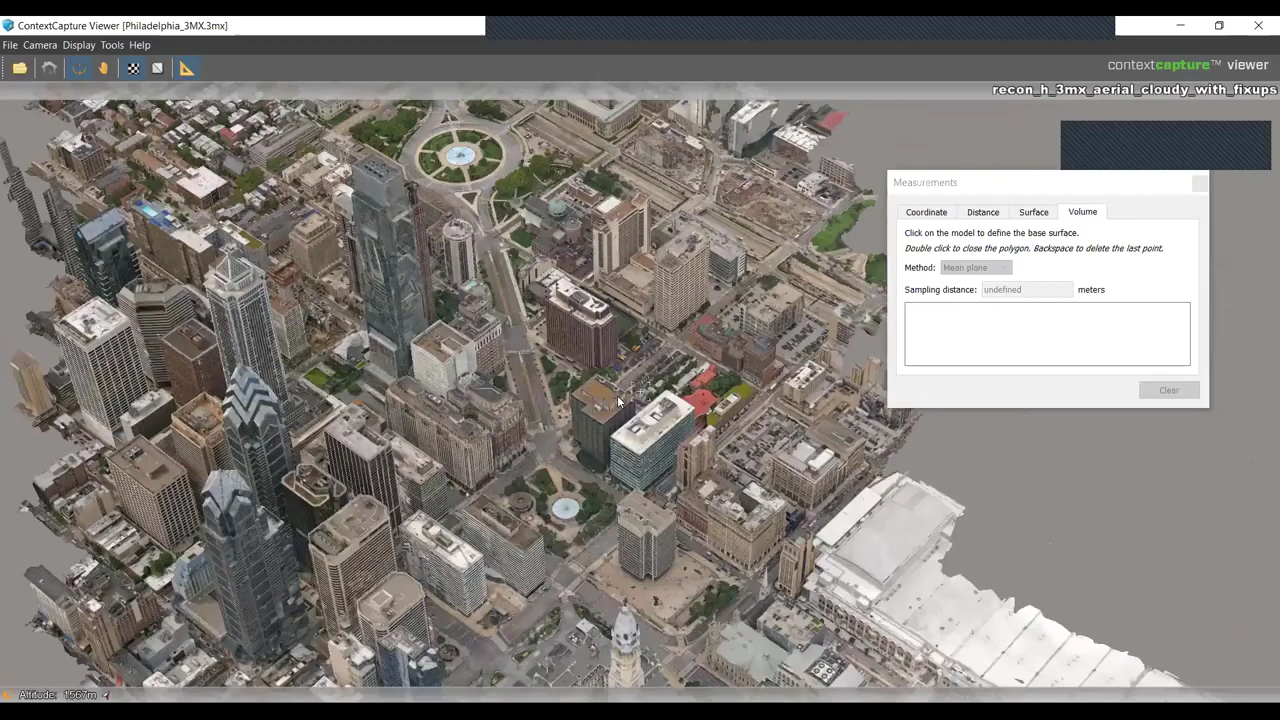 ContextCapture Viewer [Philadelphia_3MX.3mx]
File Camera Display Tools Help
contextcapture™ viewer
recon_h_3mx_aerial_cloudy_with_fixups
Measurements
Coordinate Distance Surface Volume
Click on the model to define the base surface.
Double click to close the polygon. Backspace to delete the last point.
Method: Mean plane
Sampling distance: undefined meters
Clear
Altitude: 1567m